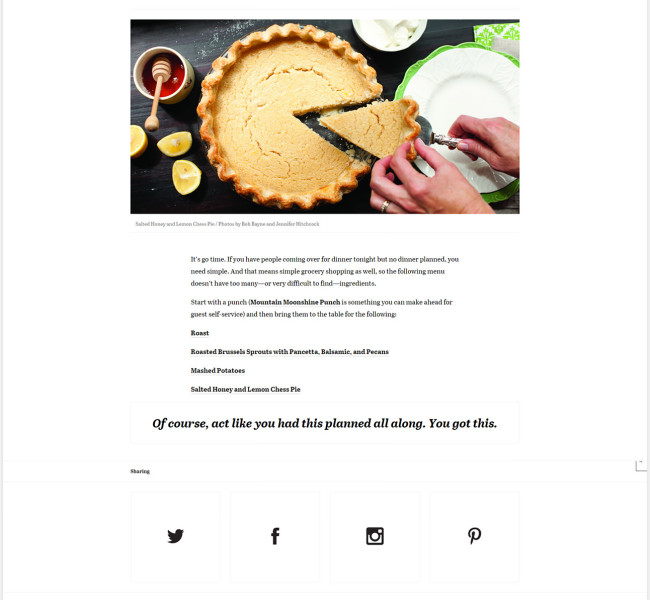 Salted Honey and Lemon Chess Pie / Photos by Bob Bayne and Jennifer Hitchcock
It's go time. If you have people coming over for dinner tonight but no dinner planned, you
need simple. And that means simple grocery shopping as well, so the following menu
doesn't have too many—or very difficult to find—ingredients.
Start with a punch (Mountain Moonshine Punch is something you can make ahead for
guest self-service) and then bring them to the table for the following:
Roast
Roasted Brussels Sprouts with Pancetta, Balsamic, and Pecans
Mashed Potatoes
Salted Honey and Lemon Chess Pie
Of course, act like you had this planned all along. You got this.
Sharing